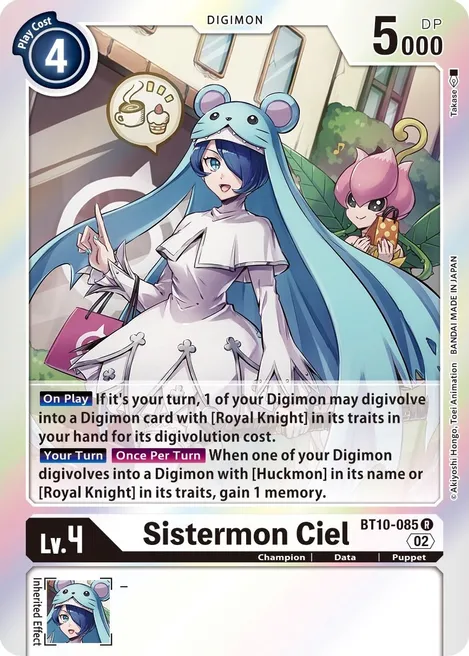 DIGIMON
Play Cost
4
DP
5000
Takase
On Play If it's your turn, 1 of your Digimon may digivolve
into a Digimon card with [Royal Knight] in its traits in
your hand for its digivolution cost.
Your Turn Once Per Turn When one of your Digimon
digivolves into a Digimon with [Huckmon] in its name or
[Royal Knight] in its traits, gain 1 memory.
©Akiyoshi Hongo, Toei Animation BANDAI MADE IN JAPAN
Lv.4
Sistermon Ciel
BT10-085 R
02
Champion | Data | Puppet
Inherited Effect
–